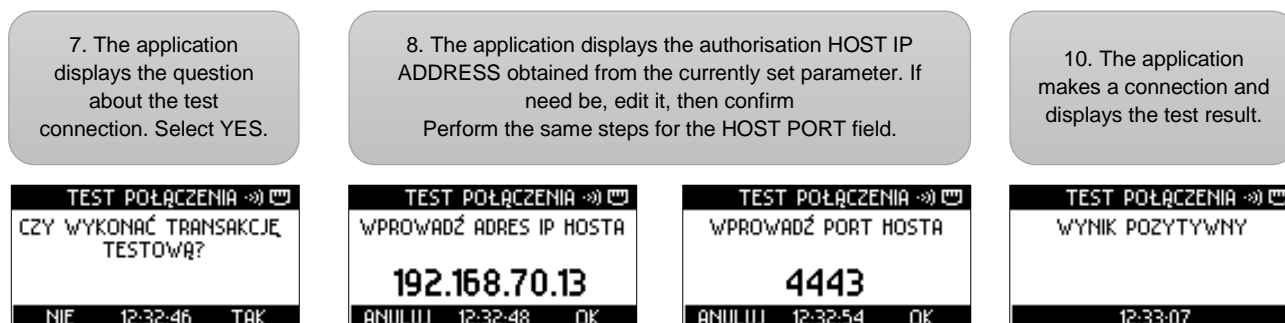 7. The application
displays the question
about the test
connection. Select YES.
8. The application displays the authorisation HOST IP
ADDRESS obtained from the currently set parameter. If
need be, edit it, then confirm
Perform the same steps for the HOST PORT field.
10. The application
makes a connection and
displays the test result.
TEST POŁĄCZENIA
CZY WYKONAĆ TRANSAKCJĘ
TESTOWĄ?
NIE 12:32:46 TAK
TEST POŁĄCZENIA
WPROWADŹ ADRES IP HOSTA
192.168.70.13
ANULUJ 12:32:48 OK
TEST POŁĄCZENIA
WPROWADŹ PORT HOSTA
4443
ANULUJ 12:32:54 OK
TEST POŁĄCZENIA
WYNIK POZYTYWNY
12:33:07